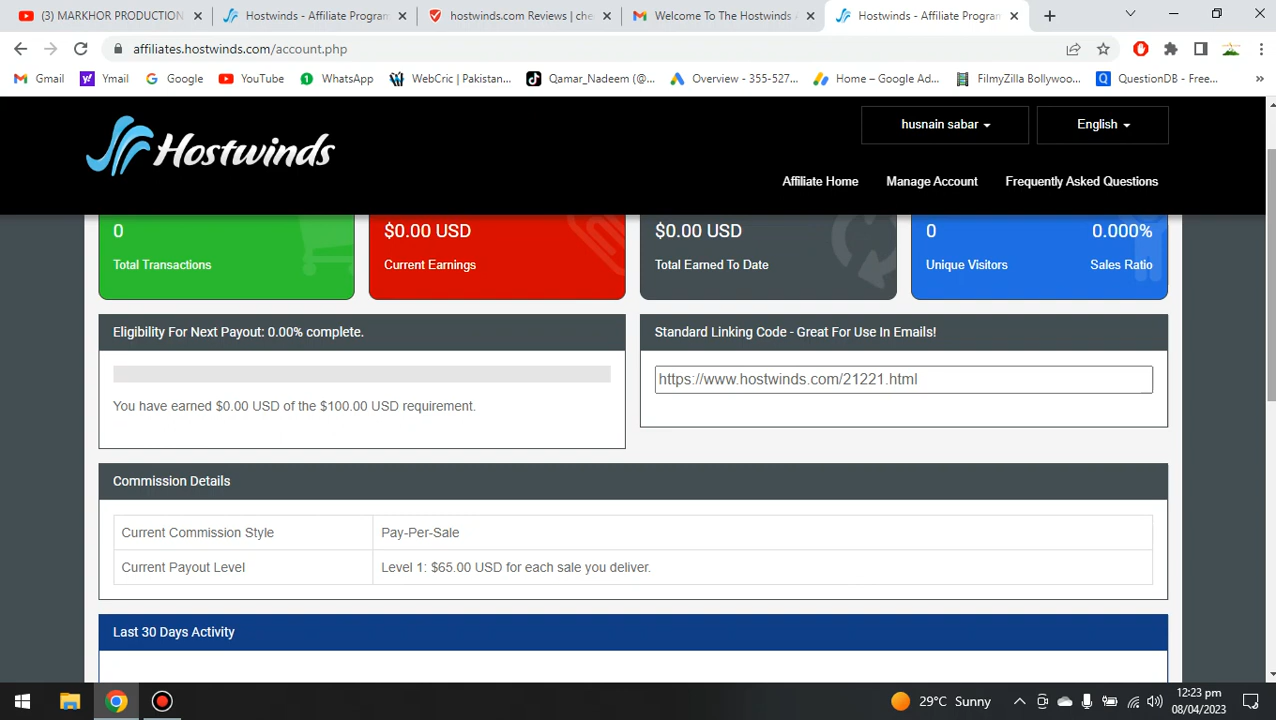 (3) MARKHOR PRODUCTION
Hostwinds - Affiliate Program
hostwinds.com Reviews | che
Welcome To The Hostwinds A
Hostwinds - Affiliate Program
affiliates.hostwinds.com/account.php
Gmail
Ymail
Google
YouTube
WhatsApp
WebCric | Pakistan...
Qamar_Nadeem (@...
Overview - 355-527...
Home – Google Ad...
FilmyZilla Bollywoo...
QuestionDB - Free...
»
Hostwinds
husnain sabar
English
Affiliate Home
Manage Account
Frequently Asked Questions
0
Total Transactions
$0.00 USD
Current Earnings
$0.00 USD
Total Earned To Date
0
Unique Visitors
0.000%
Sales Ratio
Eligibility For Next Payout: 0.00% complete.
You have earned $0.00 USD of the $100.00 USD requirement.
Standard Linking Code - Great For Use In Emails!
https://www.hostwinds.com/21221.html
Commission Details
Current Commission Style
Pay-Per-Sale
Current Payout Level
Level 1: $65.00 USD for each sale you deliver.
Last 30 Days Activity
29°C Sunny
12:23 pm
08/04/2023